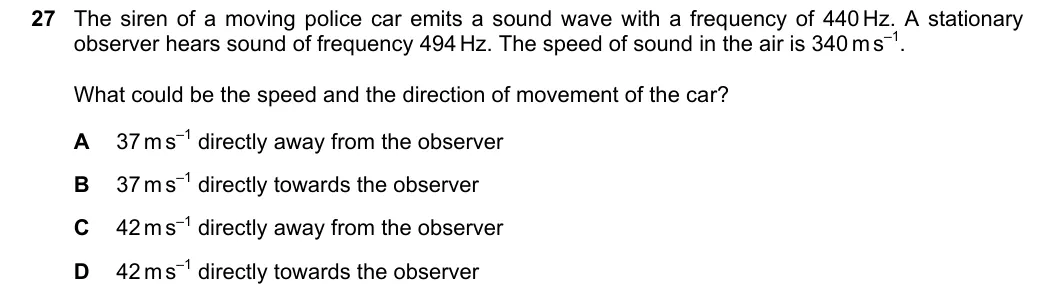 27 The siren of a moving police car emits a sound wave with a frequency of 440 Hz. A stationary
observer hears sound of frequency 494 Hz. The speed of sound in the air is 340 m s⁻¹.
What could be the speed and the direction of movement of the car?
A 37 m s⁻¹ directly away from the observer
B 37 m s⁻¹ directly towards the observer
C 42 m s⁻¹ directly away from the observer
D 42 m s⁻¹ directly towards the observer